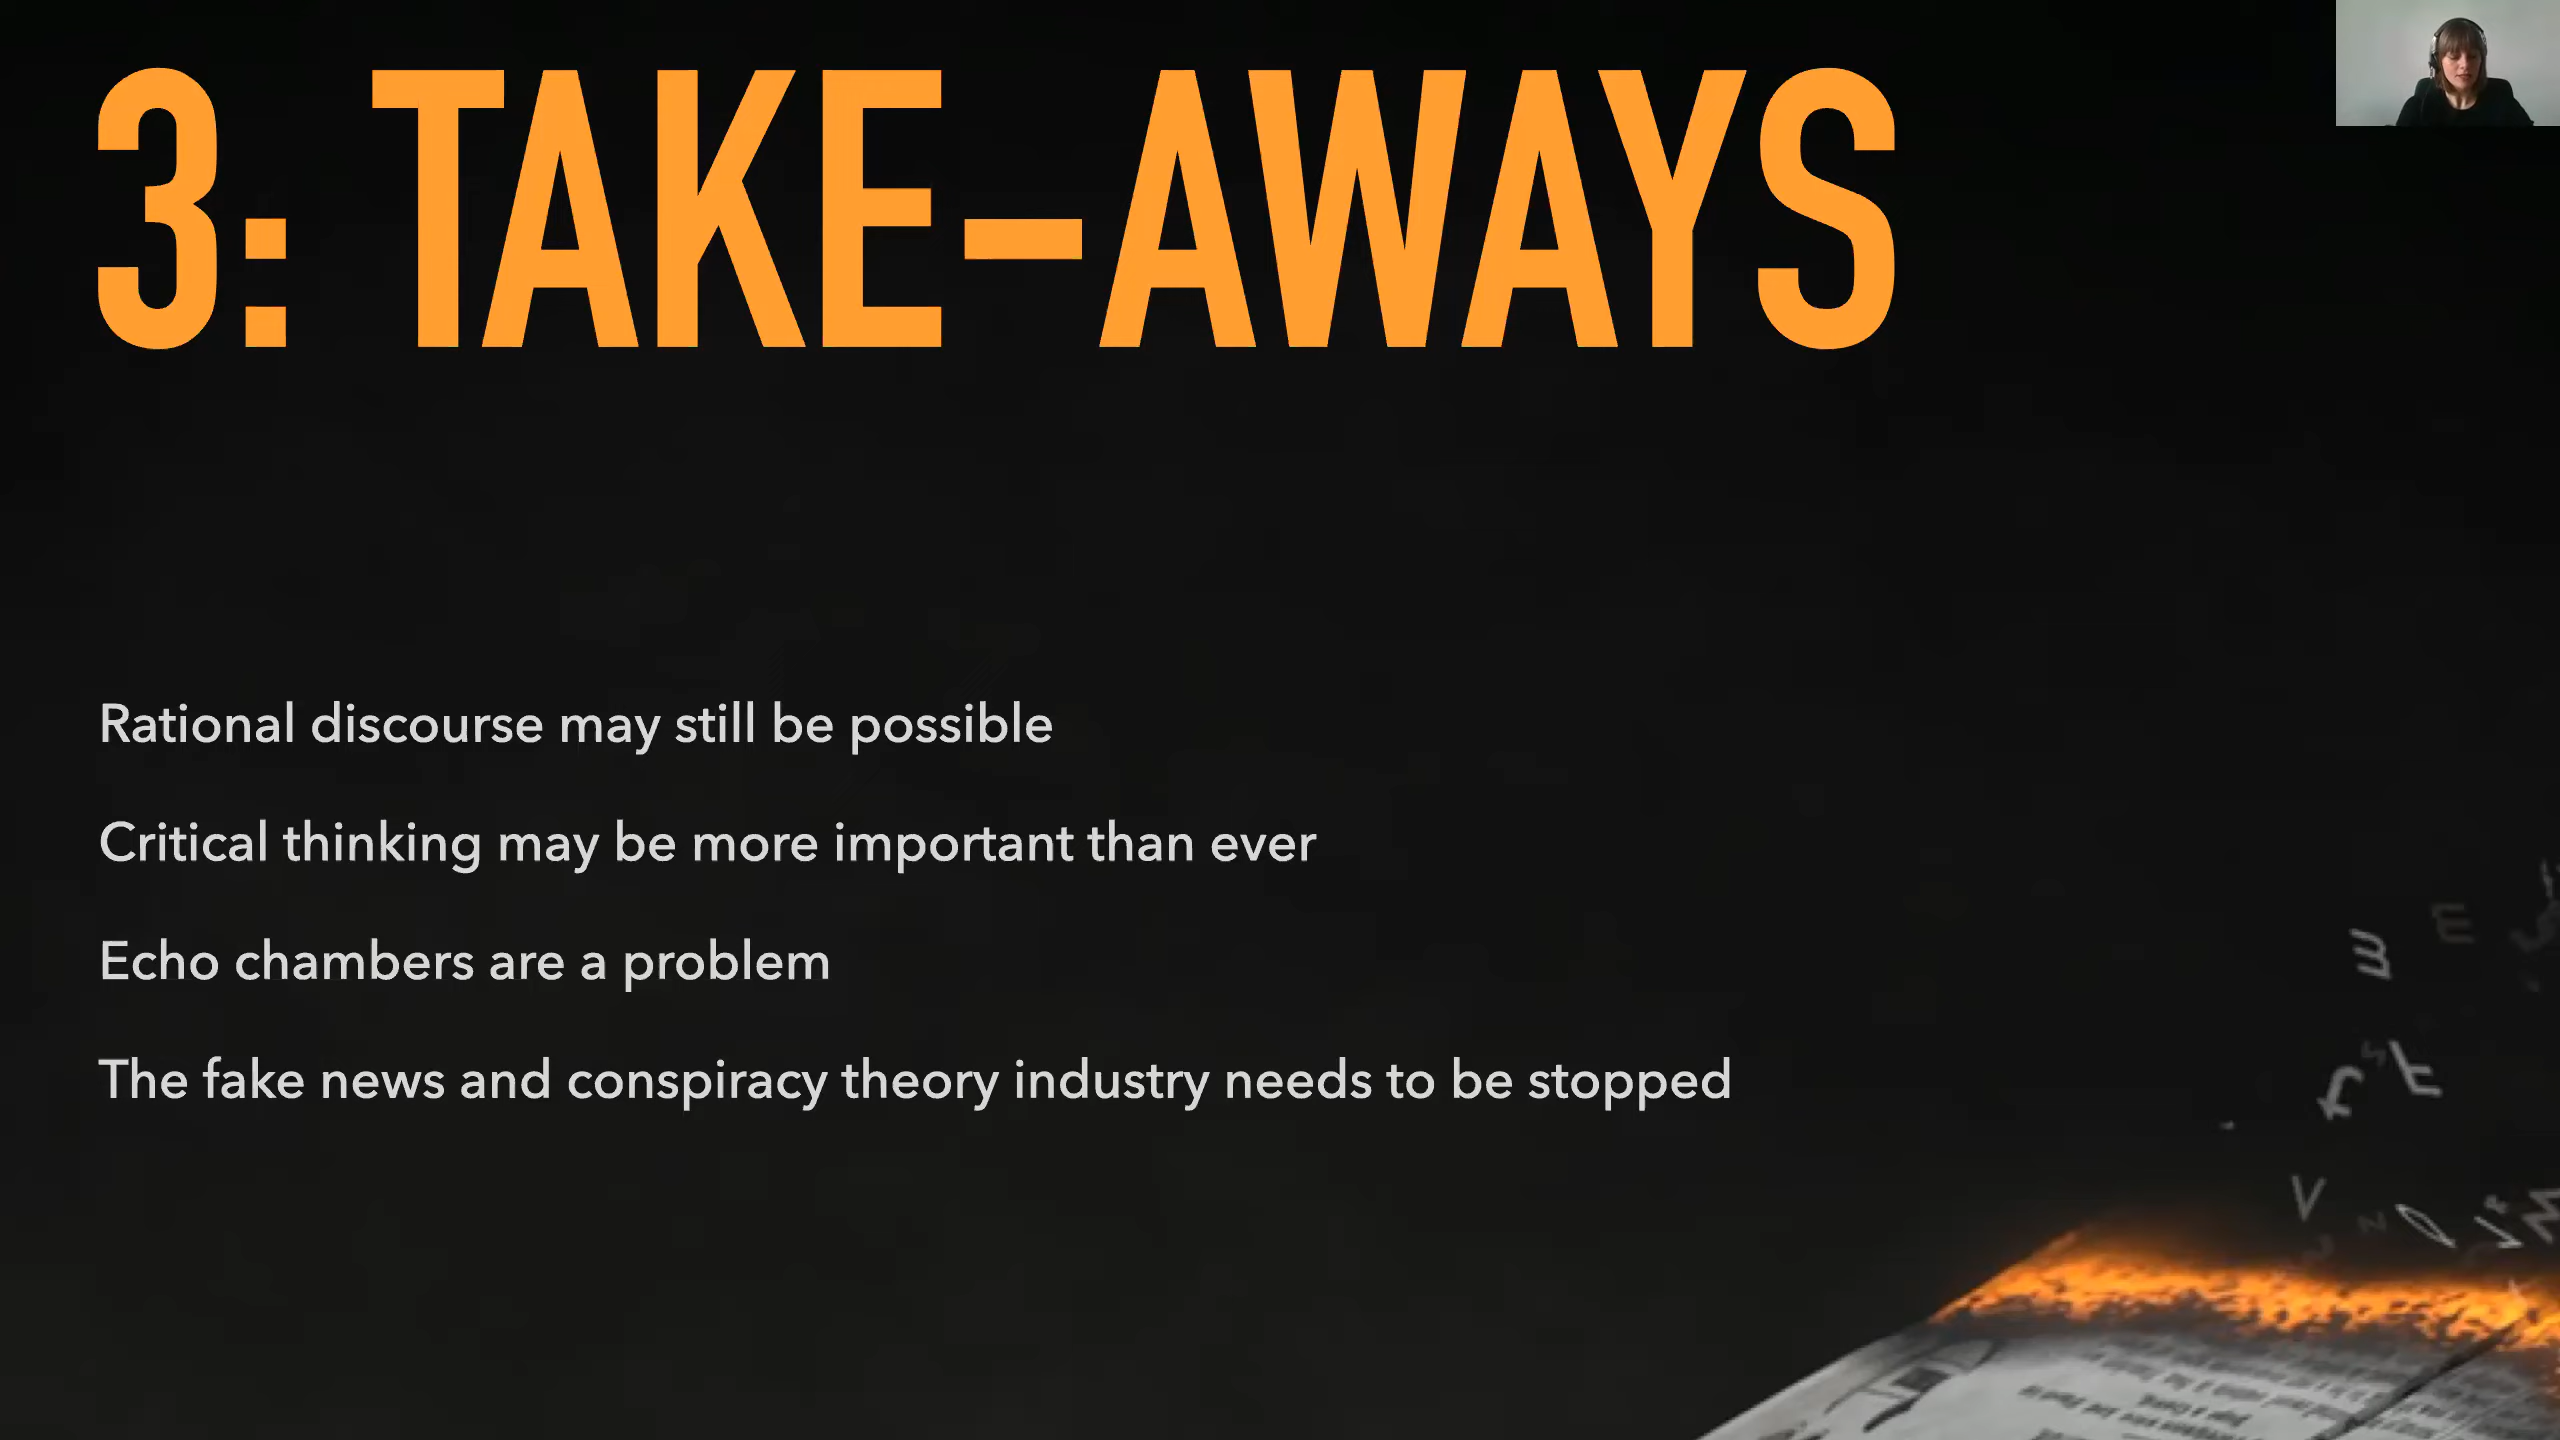 3: TAKE-AWAYS
Rational discourse may still be possible
Critical thinking may be more important than ever
Echo chambers are a problem
The fake news and conspiracy theory industry needs to be stopped